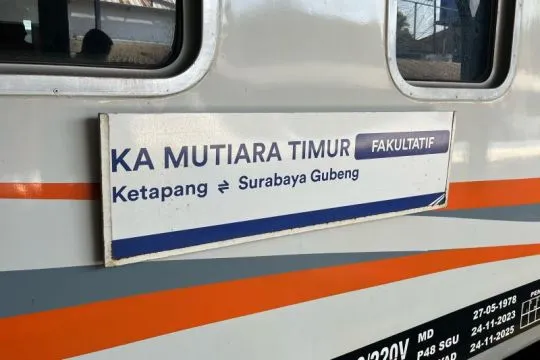 KA MUTIARA TIMUR FAKULTATIF
Ketapang ⇌ Surabaya Gubeng
/220V
MD 27-05-1978
P48 SGU 24-11-2023
24-11-2025